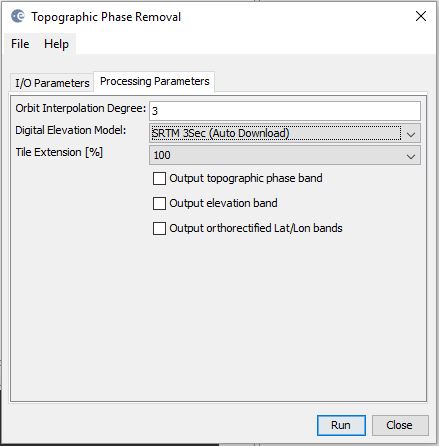 Topographic Phase Removal
File Help
I/O Parameters Processing Parameters
Orbit Interpolation Degree: 3
Digital Elevation Model: SRTM 3Sec (Auto Download)
Tile Extension [%] 100
Output topographic phase band
Output elevation band
Output orthorectified Lat/Lon bands
Run Close